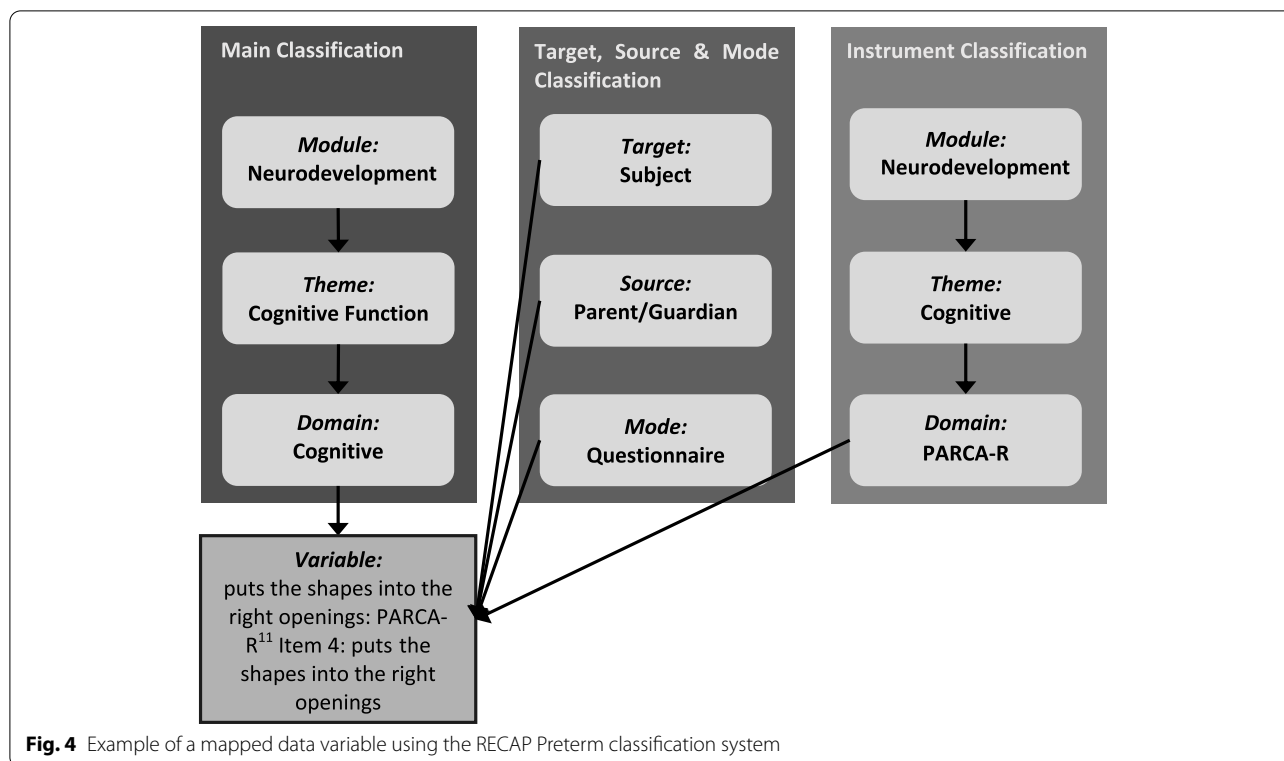 Main Classification
Module:
Neurodevelopment
Theme:
Cognitive Function
Domain:
Cognitive
Target, Source & Mode
Classification
Target:
Subject
Source:
Parent/Guardian
Mode:
Questionnaire
Instrument Classification
Module:
Neurodevelopment
Theme:
Cognitive
Domain:
PARCA-R
Variable:
puts the shapes into the
right openings: PARCA-
R¹¹ Item 4: puts the
shapes into the right
openings
Fig. 4 Example of a mapped data variable using the RECAP Preterm classification system